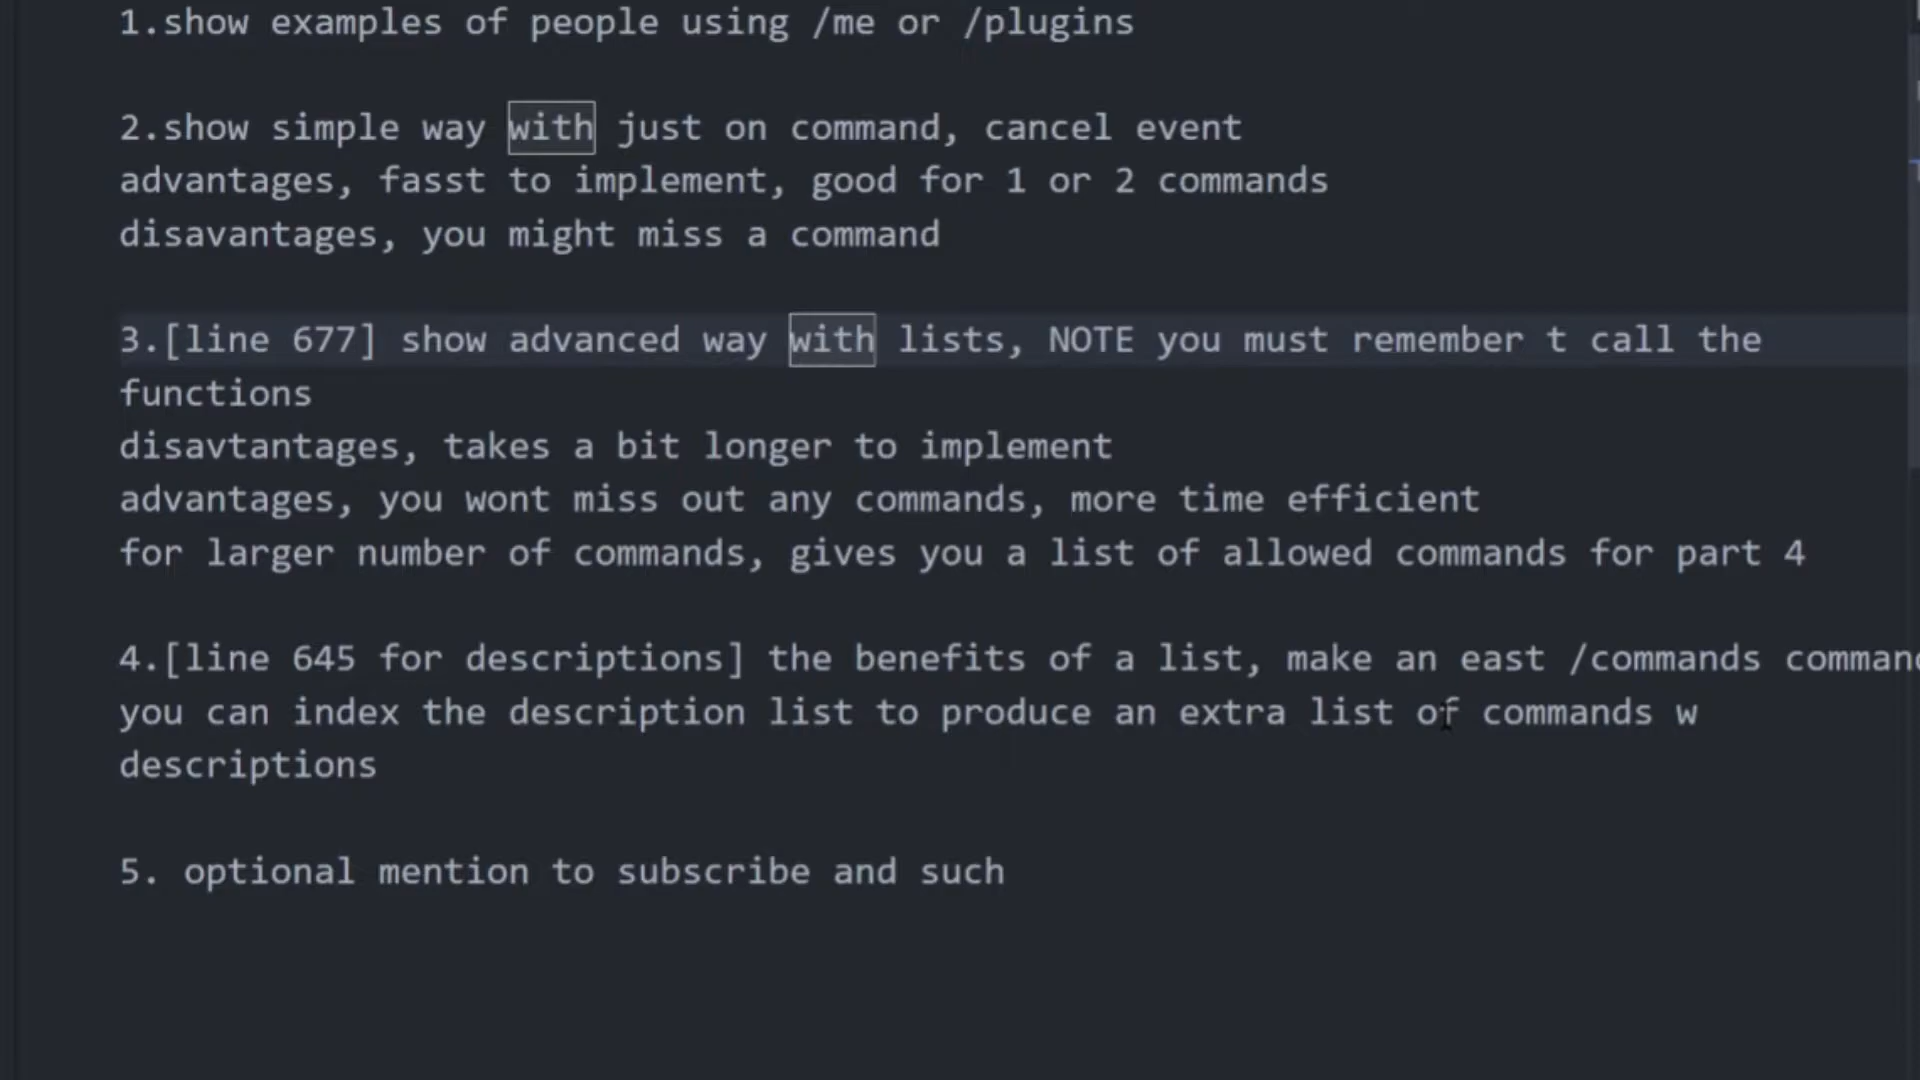 1.show examples of people using /me or /plugins
2.show simple way with just on command, cancel event
advantages, fasst to implement, good for 1 or 2 commands
disavantages, you might miss a command
3.[line 677] show advanced way with lists, NOTE you must remember t call the
functions
disavtantages, takes a bit longer to implement
advantages, you wont miss out any commands, more time efficient
for larger number of commands, gives you a list of allowed commands for part 4
4.[line 645 for descriptions] the benefits of a list, make an east /commands
you can index the description list to produce an extra list of commands w
descriptions
5. optional mention to subscribe and such